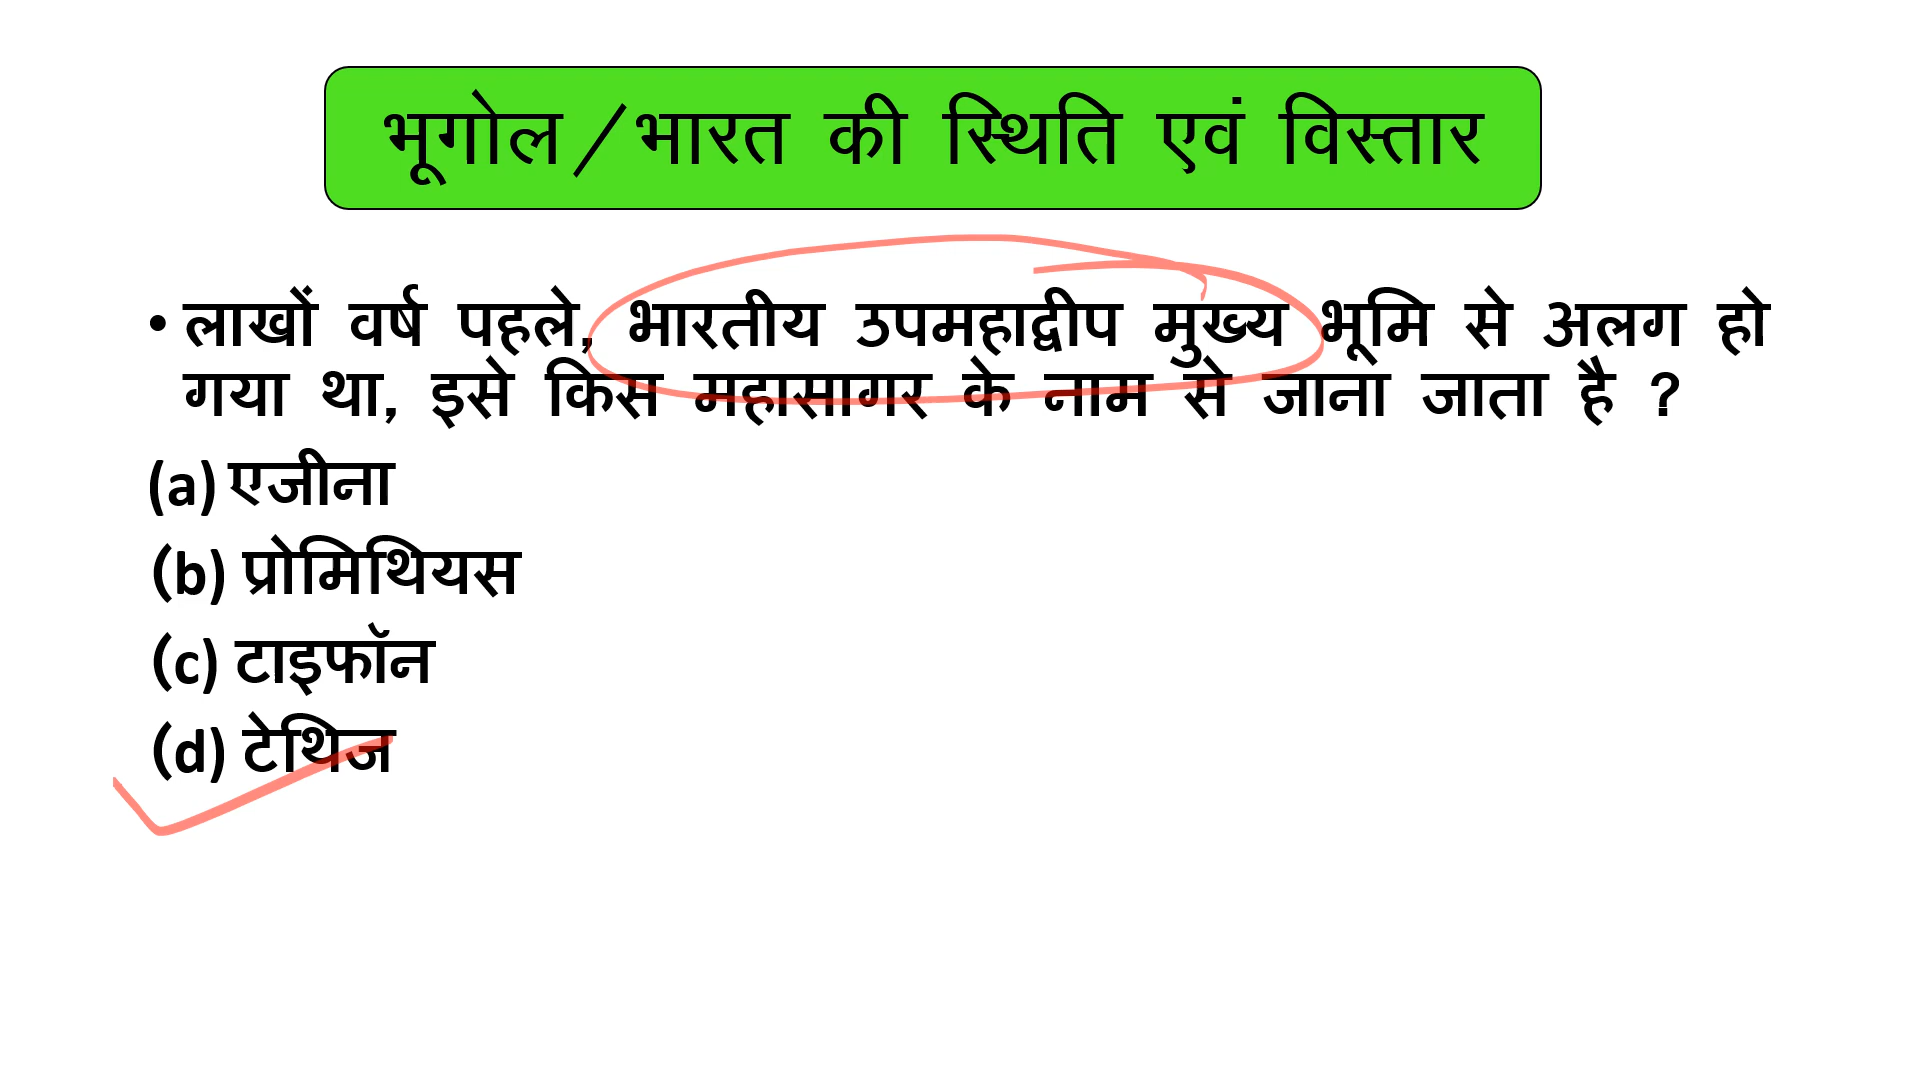 भूगोल/भारत की स्थिति एवं विस्तार
• लाखों वर्ष पहले, भारतीय उपमहाद्वीप मुख्य भूमि से अलग हो
गया था, इसे किस महासागर के नाम से जाना जाता है ?
(a) एजीना
(b) प्रोमिथियस
(c) टाइफॉन
(d) टेथिज